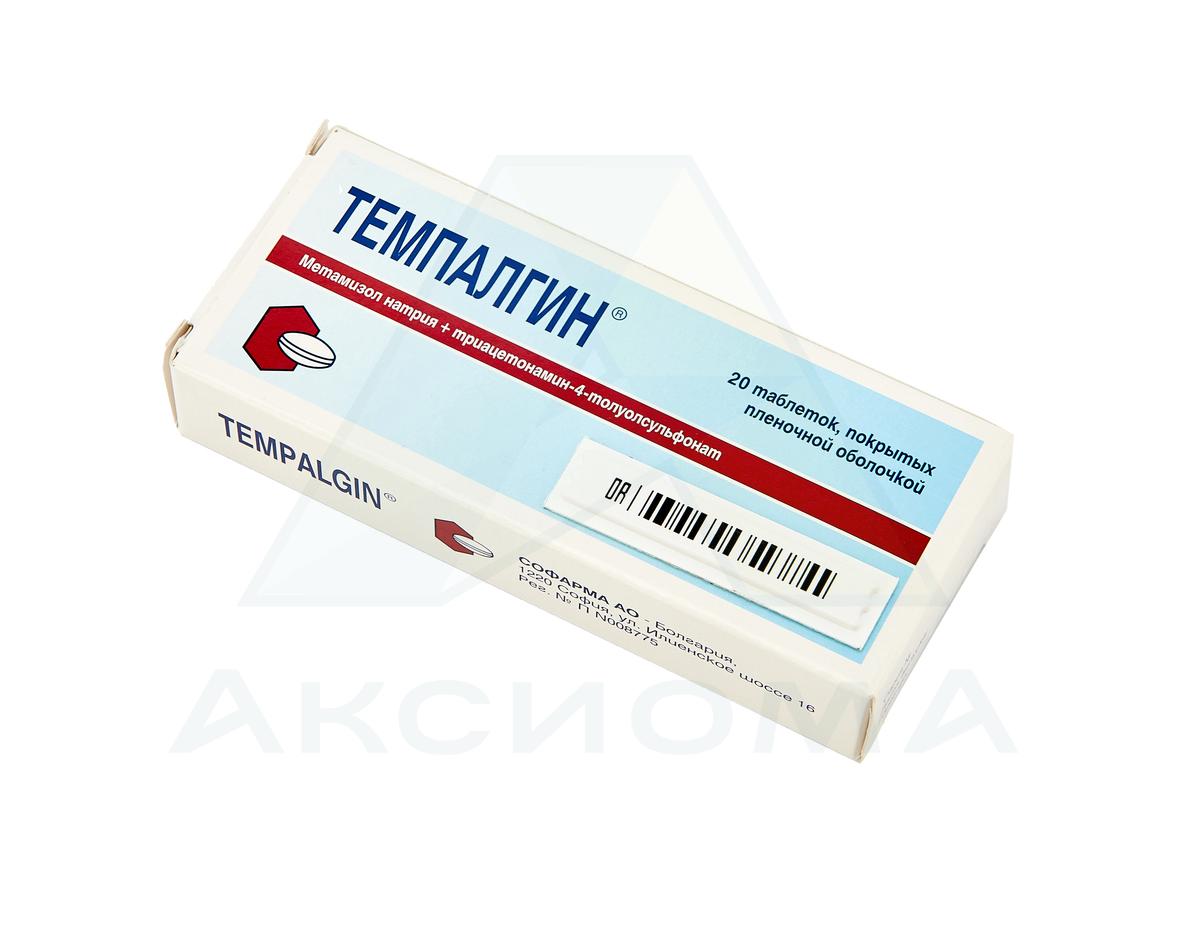 ТЕМПАЛГИН®
Метамизол натрия + триацетонамин-4-толуолсульфонат
20 таблеток, покрытых
пленочной оболочкой
DR
TEMPALGIN®
СОФАРМА АО - Болгария.
1220 София, ул. Илиенское шоссе 16
Рег. № П N008775
АКСИОМА